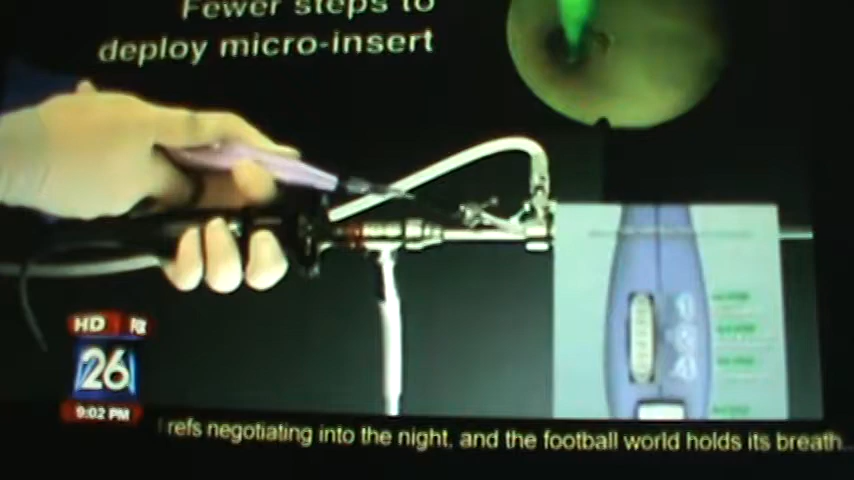 Fewer steps to
deploy micro-insert
HD FOX
26
9:02 PM
refs negotiating into the night, and the football world holds its breath...